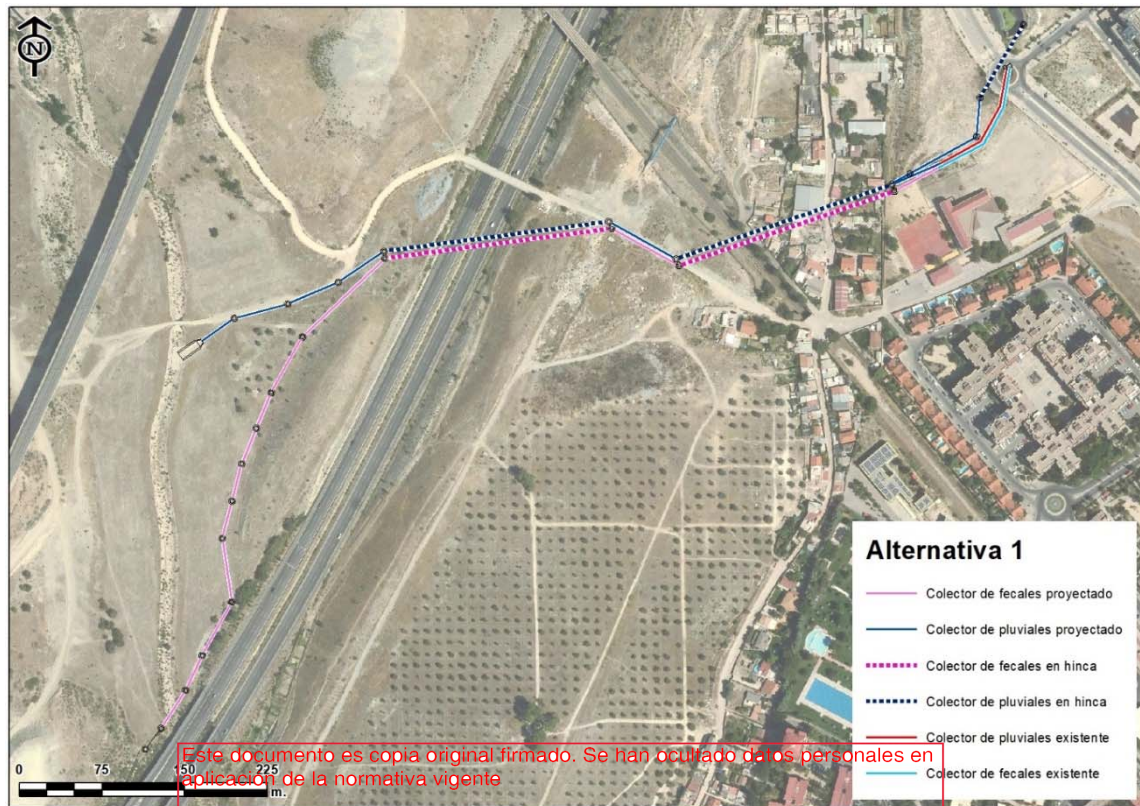 N
Alternativa 1
Colector de fecales proyectado
Colector de pluviales proyectado
Colector de fecales en hinca
Colector de pluviales en hinca
Colector de pluviales existente
Colector de fecales existente
Este documento es copia original firmado. Se han ocultado datos personales en
aplicación de la normativa vigente
0 75 150 225
m.